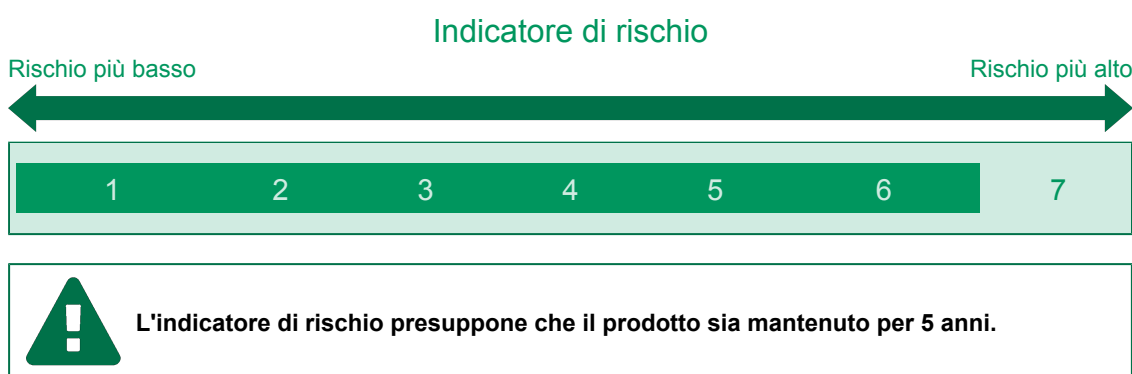 Indicatore di rischio
Rischio più basso Rischio più alto
1 2 3 4 5 6 7
L'indicatore di rischio presuppone che il prodotto sia mantenuto per 5 anni.